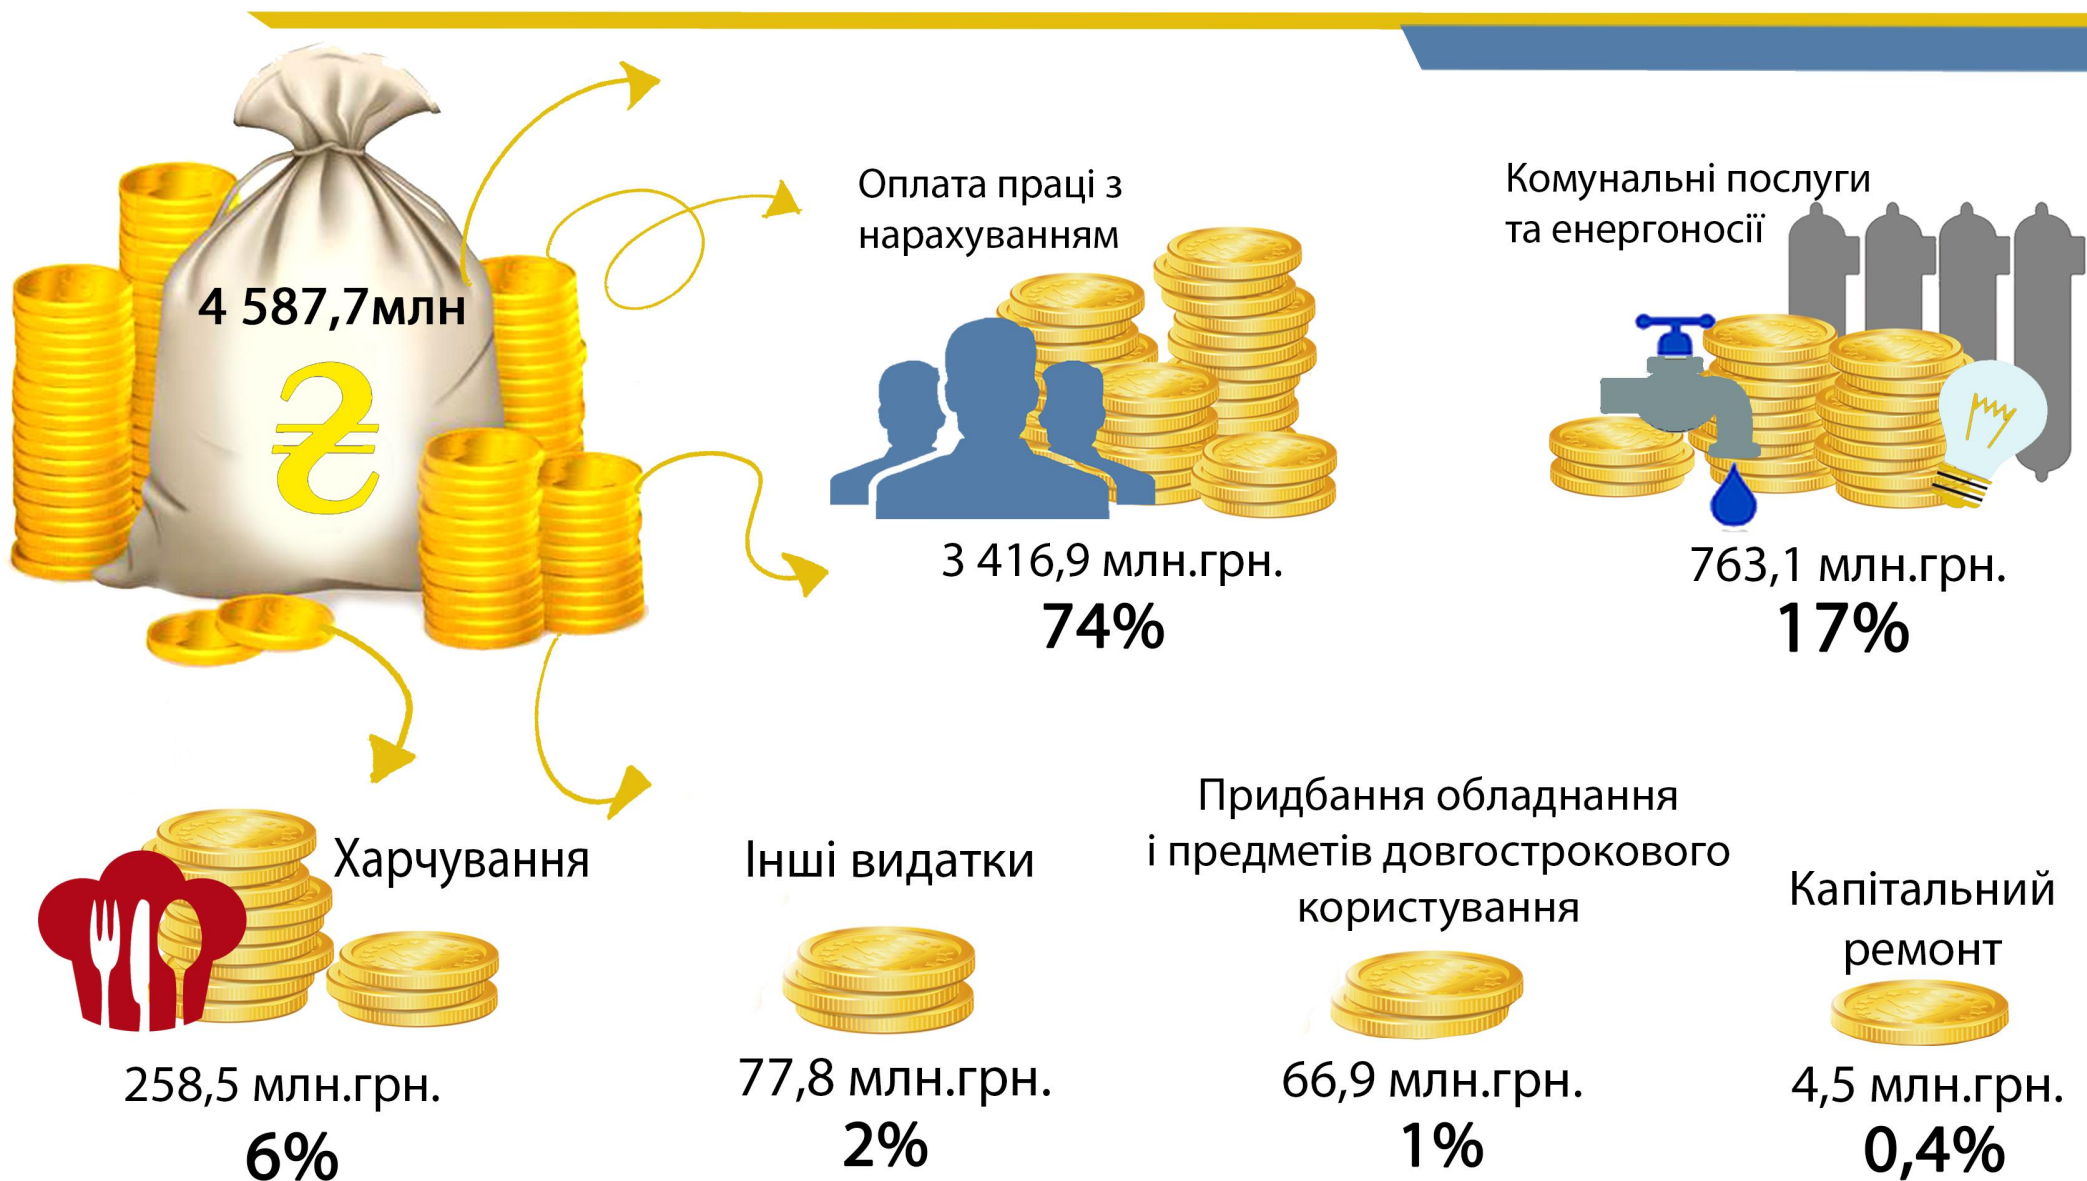 4 587,7млн
₴
Оплата праці з
нарахуванням
3 416,9 млн.грн.
74%
Комунальні послуги
та енергоносії
763,1 млн.грн.
17%
Харчування
258,5 млн.грн.
6%
Інші видатки
77,8 млн.грн.
2%
Придбання обладнання
і предметів довгострокового
користування
66,9 млн.грн.
1%
Капітальний
ремонт
4,5 млн.грн.
0,4%